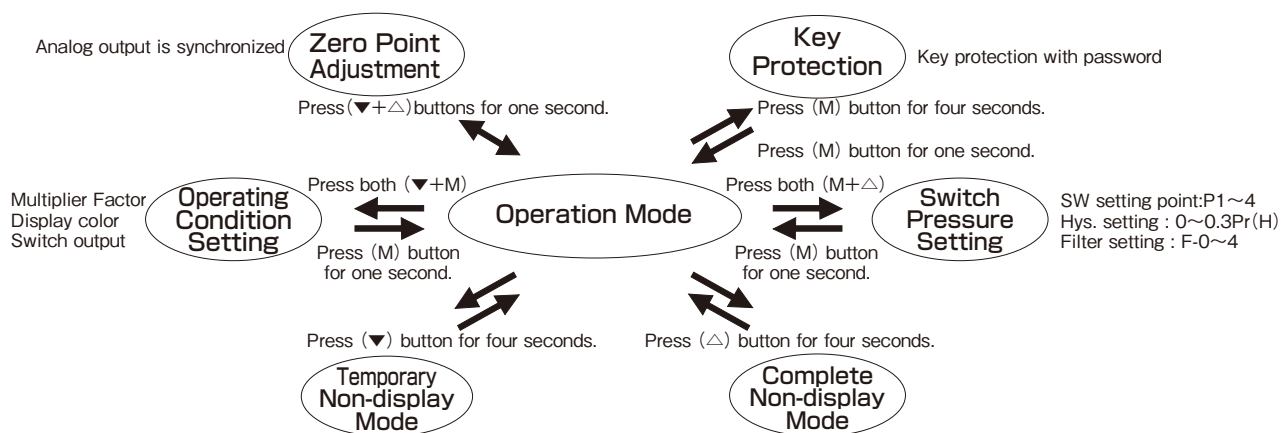 Analog output is synchronized
Zero Point
Adjustment
Press(▼+△)buttons for one second.
Key
Protection
Key protection with password
Press (M) button for four seconds.
Press (M) button for one second.
Multiplier Factor
Display color
Switch output
Operating
Condition
Setting
Press both (▼+M)
Press (M) button
for one second.
Operation Mode
Press both (M+△)
Press (M) button
for one second.
Switch
Pressure
Setting
SW setting point:P1~4
Hys. setting : 0~0.3Pr(H)
Filter setting : F-0~4
Press (▼) button for four seconds.
Temporary
Non-display
Mode
Press (△) button for four seconds.
Complete
Non-display
Mode